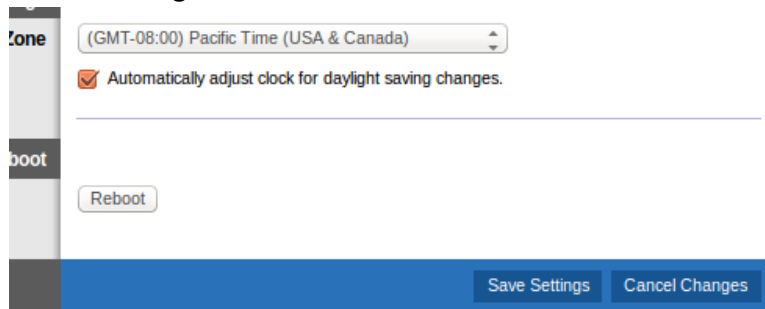 Zone (GMT-08:00) Pacific Time (USA & Canada)
Automatically adjust clock for daylight saving changes.
boot
Reboot
Save Settings Cancel Changes